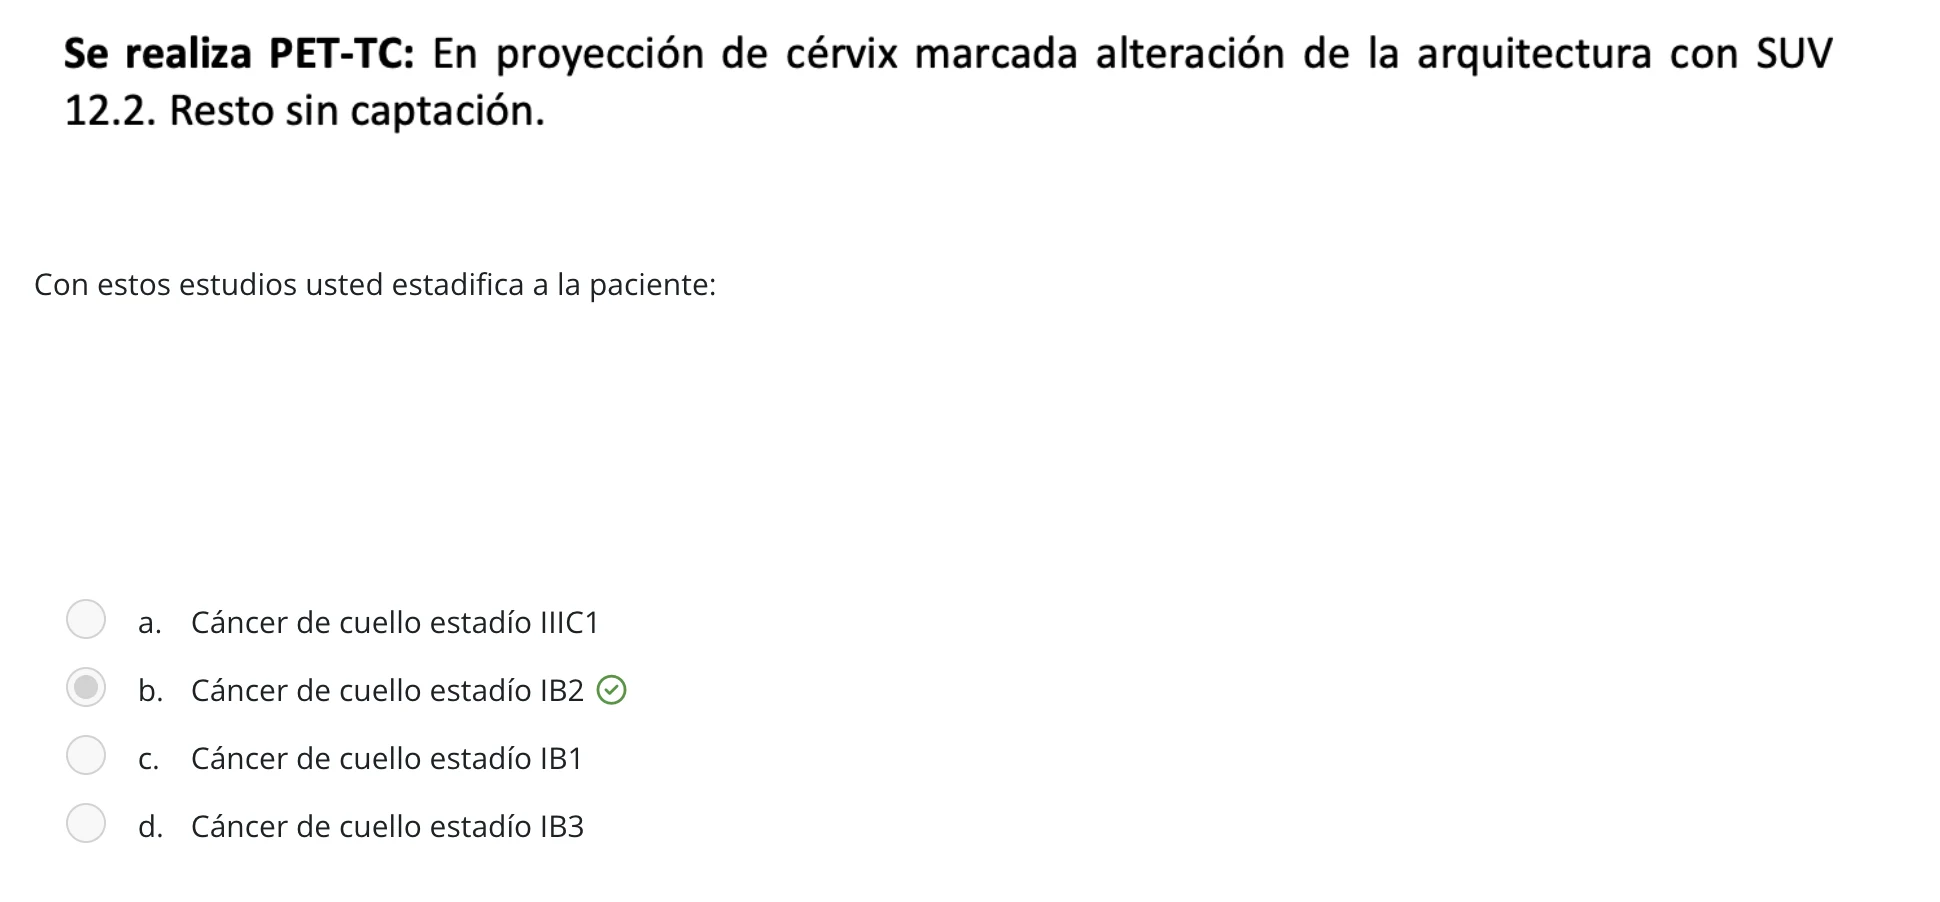 Se realiza PET-TC: En proyección de cérvix marcada alteración de la arquitectura con SUV
12.2. Resto sin captación.
Con estos estudios usted estadifica a la paciente:
a. Cáncer de cuello estadío IIIC1
b. Cáncer de cuello estadío IB2
c. Cáncer de cuello estadío IB1
d. Cáncer de cuello estadío IB3